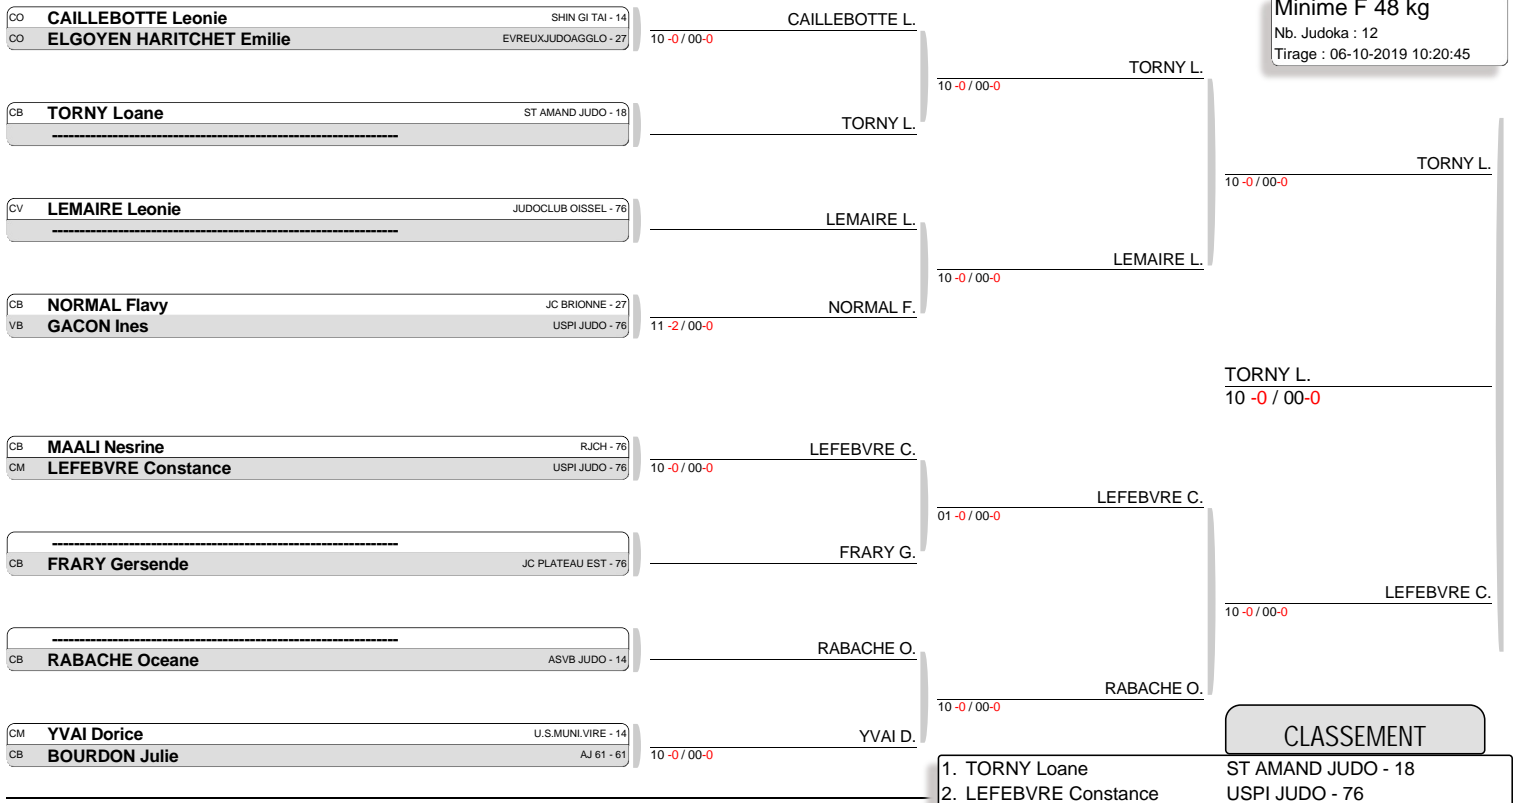 Minime F 48 kg
Nb. Judoka : 12
Tirage : 06-10-2019 10:20:45
CO CAILLEBOTTE Leonie SHIN GI TAI - 14
CO ELGOYEN HARITCHET Emilie EVREUXJUDOAGGLO - 27
CB TORNY Loane ST AMAND JUDO - 18
------------------------------------------------------------------
CV LEMAIRE Leonie JUDOCLUB OISSEL - 76
------------------------------------------------------------------
CB NORMAL Flavy JC BRIONNE - 27
VB GACON Ines USPI JUDO - 76
CB MAALI Nesrine RJCH - 76
CM LEFEBVRE Constance USPI JUDO - 76
------------------------------------------------------------------
CB FRARY Gersende JC PLATEAU EST - 76
------------------------------------------------------------------
CB RABACHE Oceane ASVB JUDO - 14
CM YVAI Dorice U.S.MUNI.VIRE - 14
CB BOURDON Julie AJ 61 - 61
CAILLEBOTTE L.
10 -0 / 00-0
TORNY L.
LEMAIRE L.
NORMAL F.
11 -2 / 00-0
LEFEBVRE C.
10 -0 / 00-0
FRARY G.
RABACHE O.
YVAI D.
10 -0 / 00-0
TORNY L.
10 -0 / 00-0
LEMAIRE L.
10 -0 / 00-0
LEFEBVRE C.
01 -0 / 00-0
RABACHE O.
10 -0 / 00-0
TORNY L.
10 -0 / 00-0
TORNY L.
10 -0 / 00-0
LEFEBVRE C.
10 -0 / 00-0
CLASSEMENT
1. TORNY Loane ST AMAND JUDO - 18
2. LEFEBVRE Constance USPI JUDO - 76